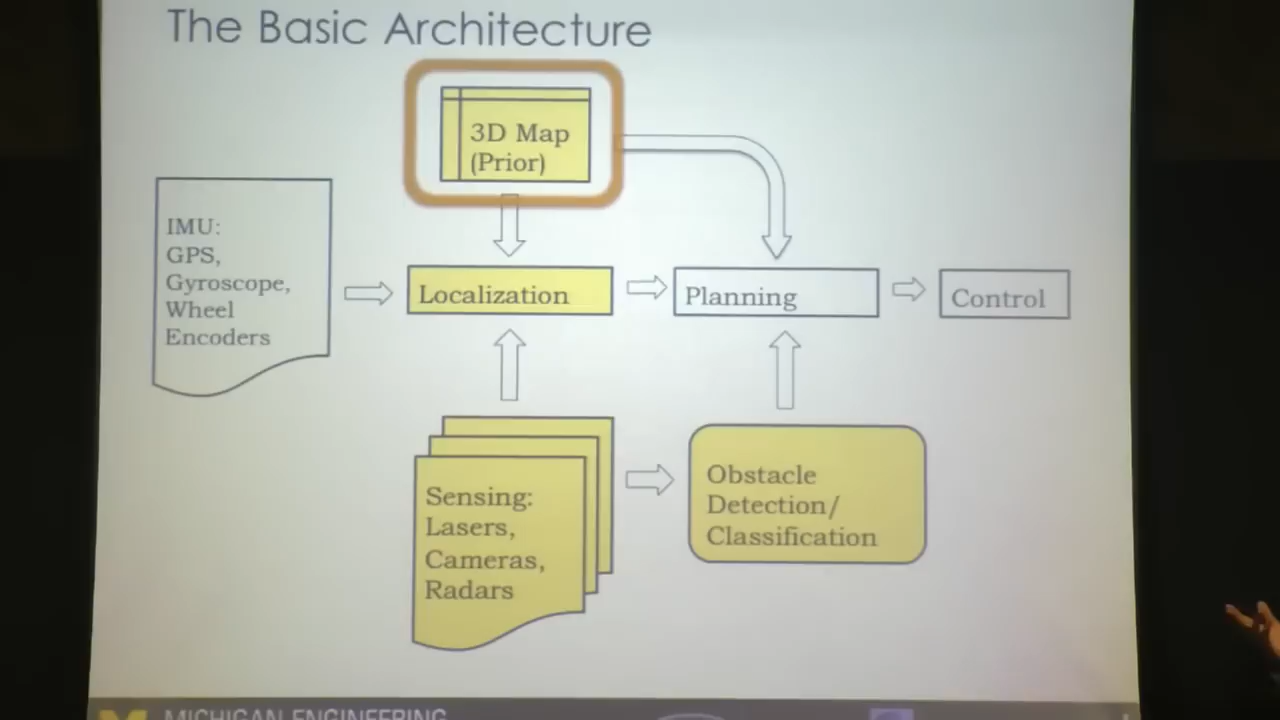 The Basic Architecture
3D Map
(Prior)
IMU:
GPS,
Gyroscope,
Wheel
Encoders
Localization
Planning
Control
Sensing:
Lasers,
Cameras,
Radars
Obstacle
Detection/
Classification
MICHIGAN ENGINEERING